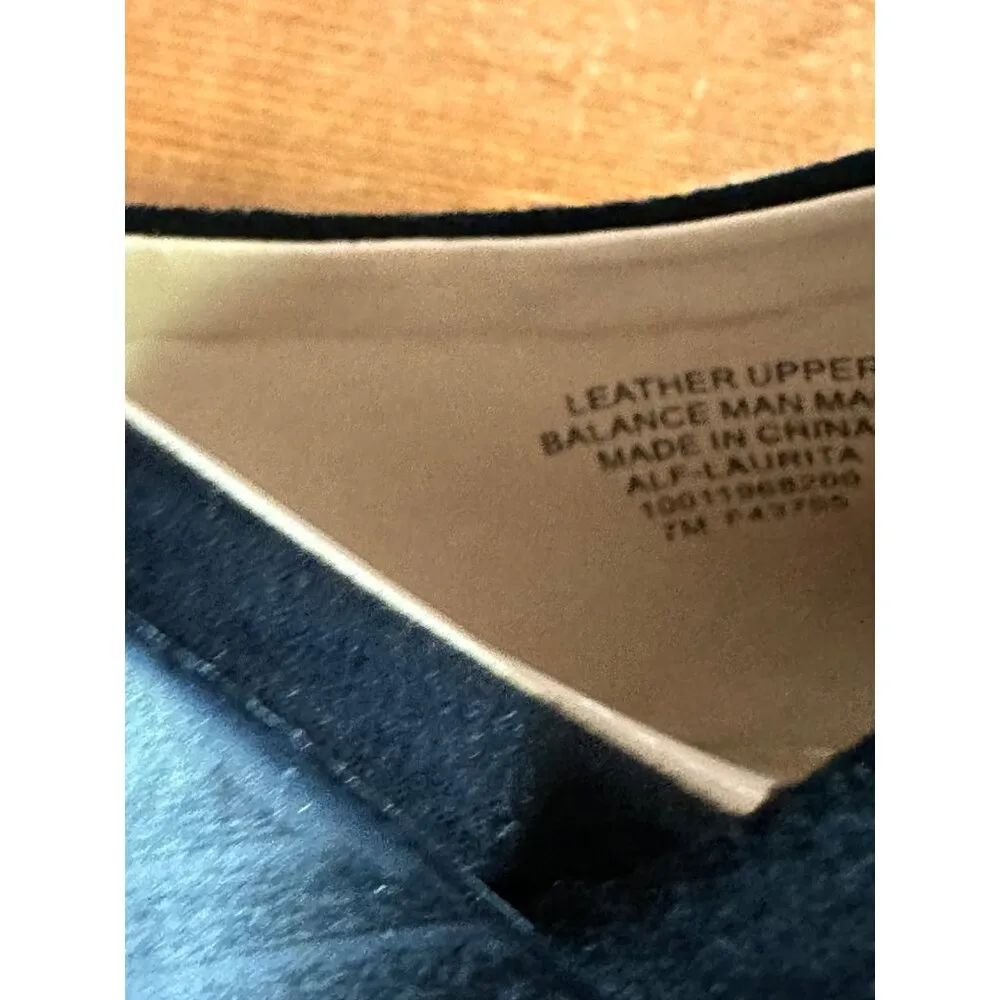 LEATHER UPPER
BALANCE MAN MA
MADE IN CHINA
ALF-LAURITA
10011968200
7M